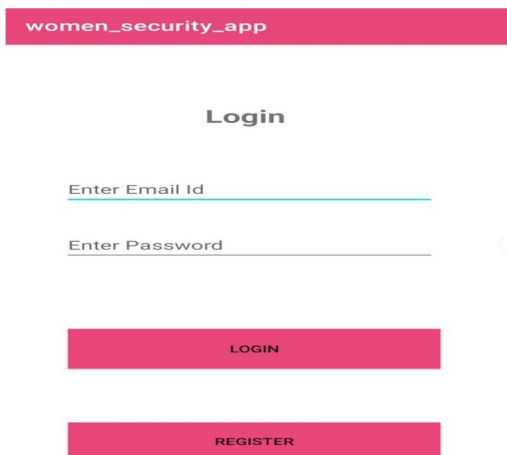 women_security_app
Login
Enter Email Id
Enter Password
LOGIN
REGISTER